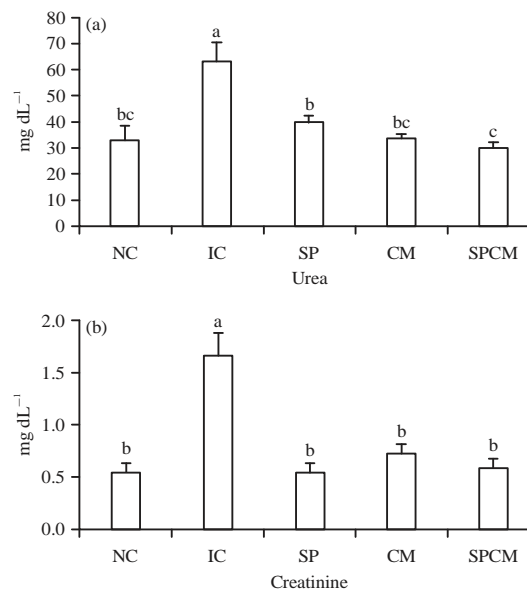 (a)
80
70
60
50
40
30
20
10
0
mg dL⁻¹
bc
a
b
bc
c
NC IC SP CM SPCM
Urea
(b)
2.0
1.5
1.0
0.5
0.0
mg dL⁻¹
b
a
b
b
b
NC IC SP CM SPCM
Creatinine